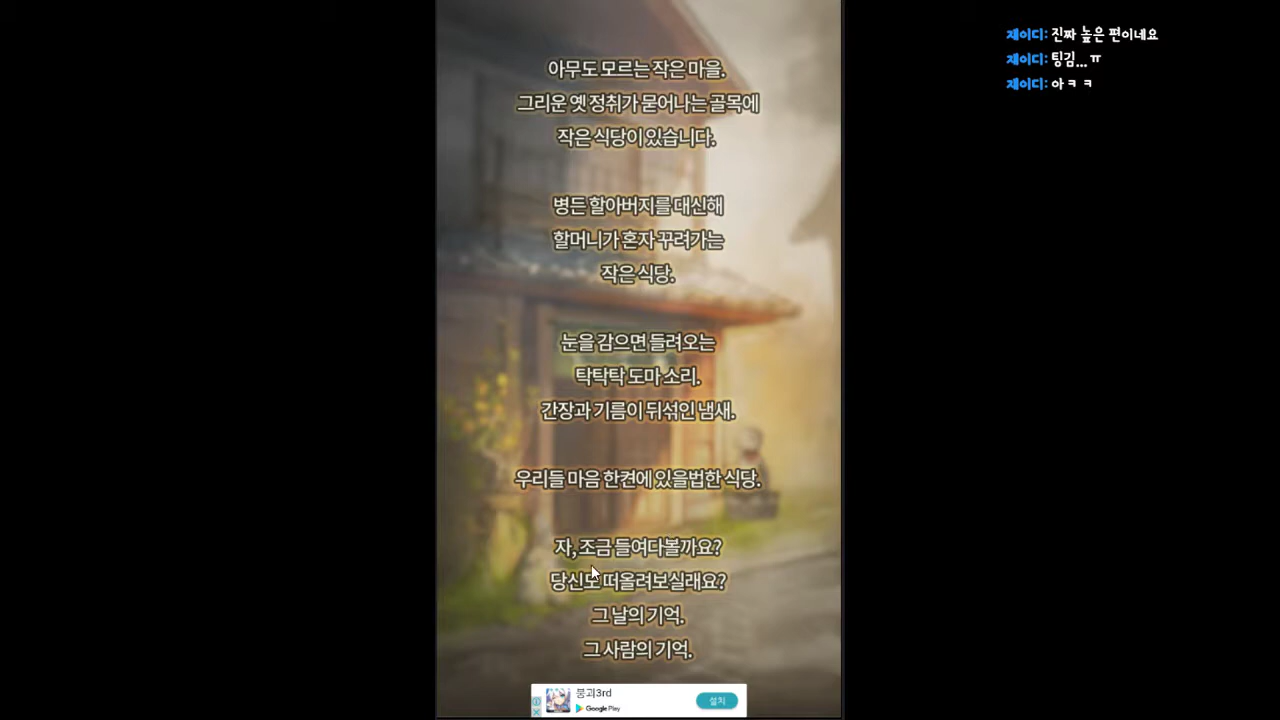 아무도 모르는 작은 마을.
그리운 옛 정취가 묻어나는 골목에
작은 식당이 있습니다.
병든 할아버지를 대신해
할머니가 혼자 꾸려가는
작은 식당.
눈을 감으면 들려오는
탁탁탁 도마 소리.
간장과 기름이 뒤섞인 냄새.
우리들 마음 한켠에 있을법한 식당.
자, 조금 들여다볼까요?
당신도 떠올려보실래요?
그 날의 기억.
그 사람의 기억.
붕괴3rd
Google Play
설치
재이디: 진짜 높은 편이네요
재이디: 팅김...ㅠ
재이디: 아ㅋㅋ